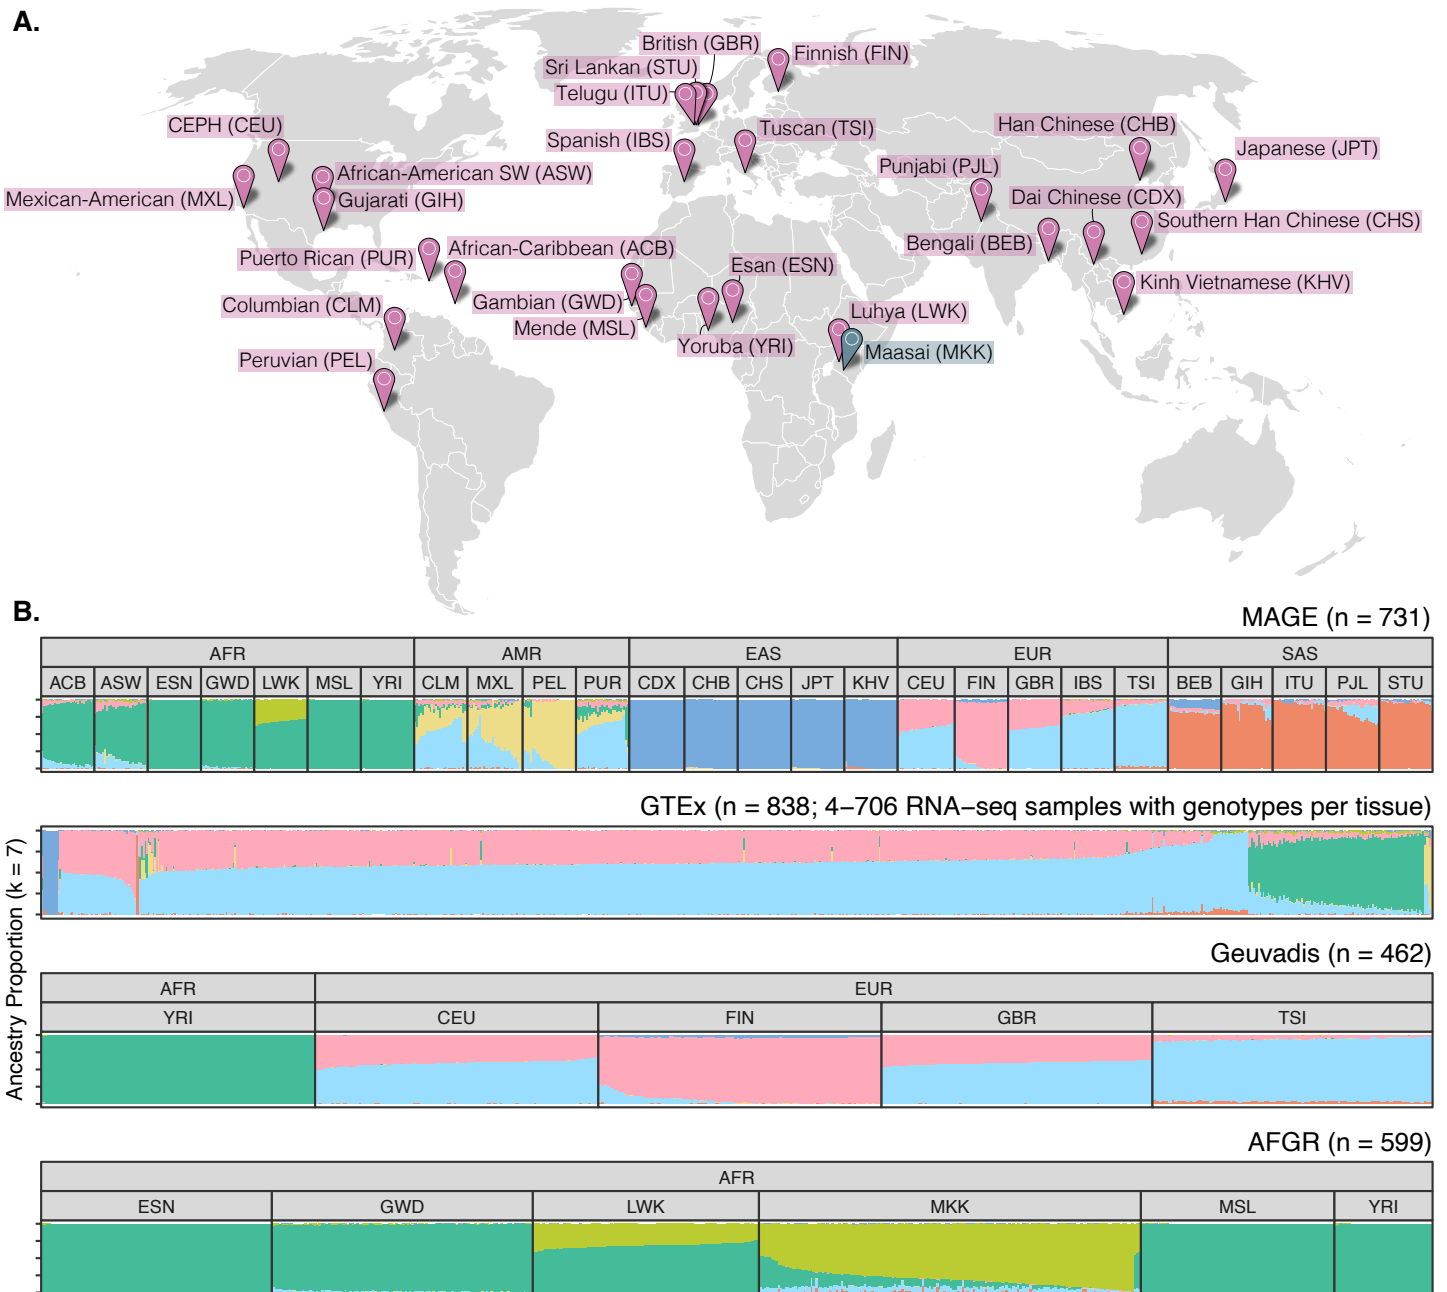 A.
British (GBR)
Finnish (FIN)
Sri Lankan (STU)
Telugu (ITU)
CEPH (CEU)
Spanish (IBS)
Tuscan (TSI)
Han Chinese (CHB)
Japanese (JPT)
African-American SW (ASW)
Punjabi (PJL)
Mexican-American (MXL)
Gujarati (GIH)
Dai Chinese (CDX)
Southern Han Chinese (CHS)
Puerto Rican (PUR)
African-Caribbean (ACB)
Bengali (BEB)
Esan (ESN)
Kinh Vietnamese (KHV)
Columbian (CLM)
Gambian (GWD)
Mende (MSL)
Luhya (LWK)
Yoruba (YRI)
Maasai (MKK)
Peruvian (PEL)
B.
MAGE (n = 731)
AFR AMR EAS EUR SAS
ACB ASW ESN GWD LWK MSL YRI CLM MXL PEL PUR CDX CHB CHS JPT KHV CEU FIN GBR IBS TSI BEB GIH ITU PJL STU
GTEx (n = 838; 4–706 RNA–seq samples with genotypes per tissue)
Ancestry Proportion (k = 7)
Geuvadis (n = 462)
AFR EUR
YRI CEU FIN GBR TSI
AFGR (n = 599)
AFR
ESN GWD LWK MKK MSL YRI